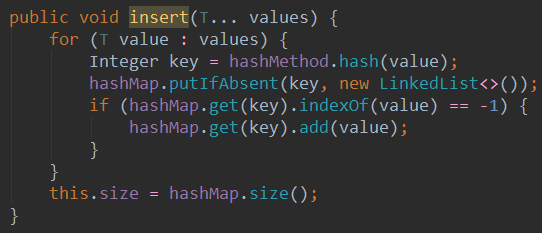 public void insert(T... values) {
    for (T value : values) {
        Integer key = hashMethod.hash(value);
        hashMap.putIfAbsent(key, new LinkedList<>());
        if (hashMap.get(key).indexOf(value) == -1) {
            hashMap.get(key).add(value);
        }
    }
    this.size = hashMap.size();
}